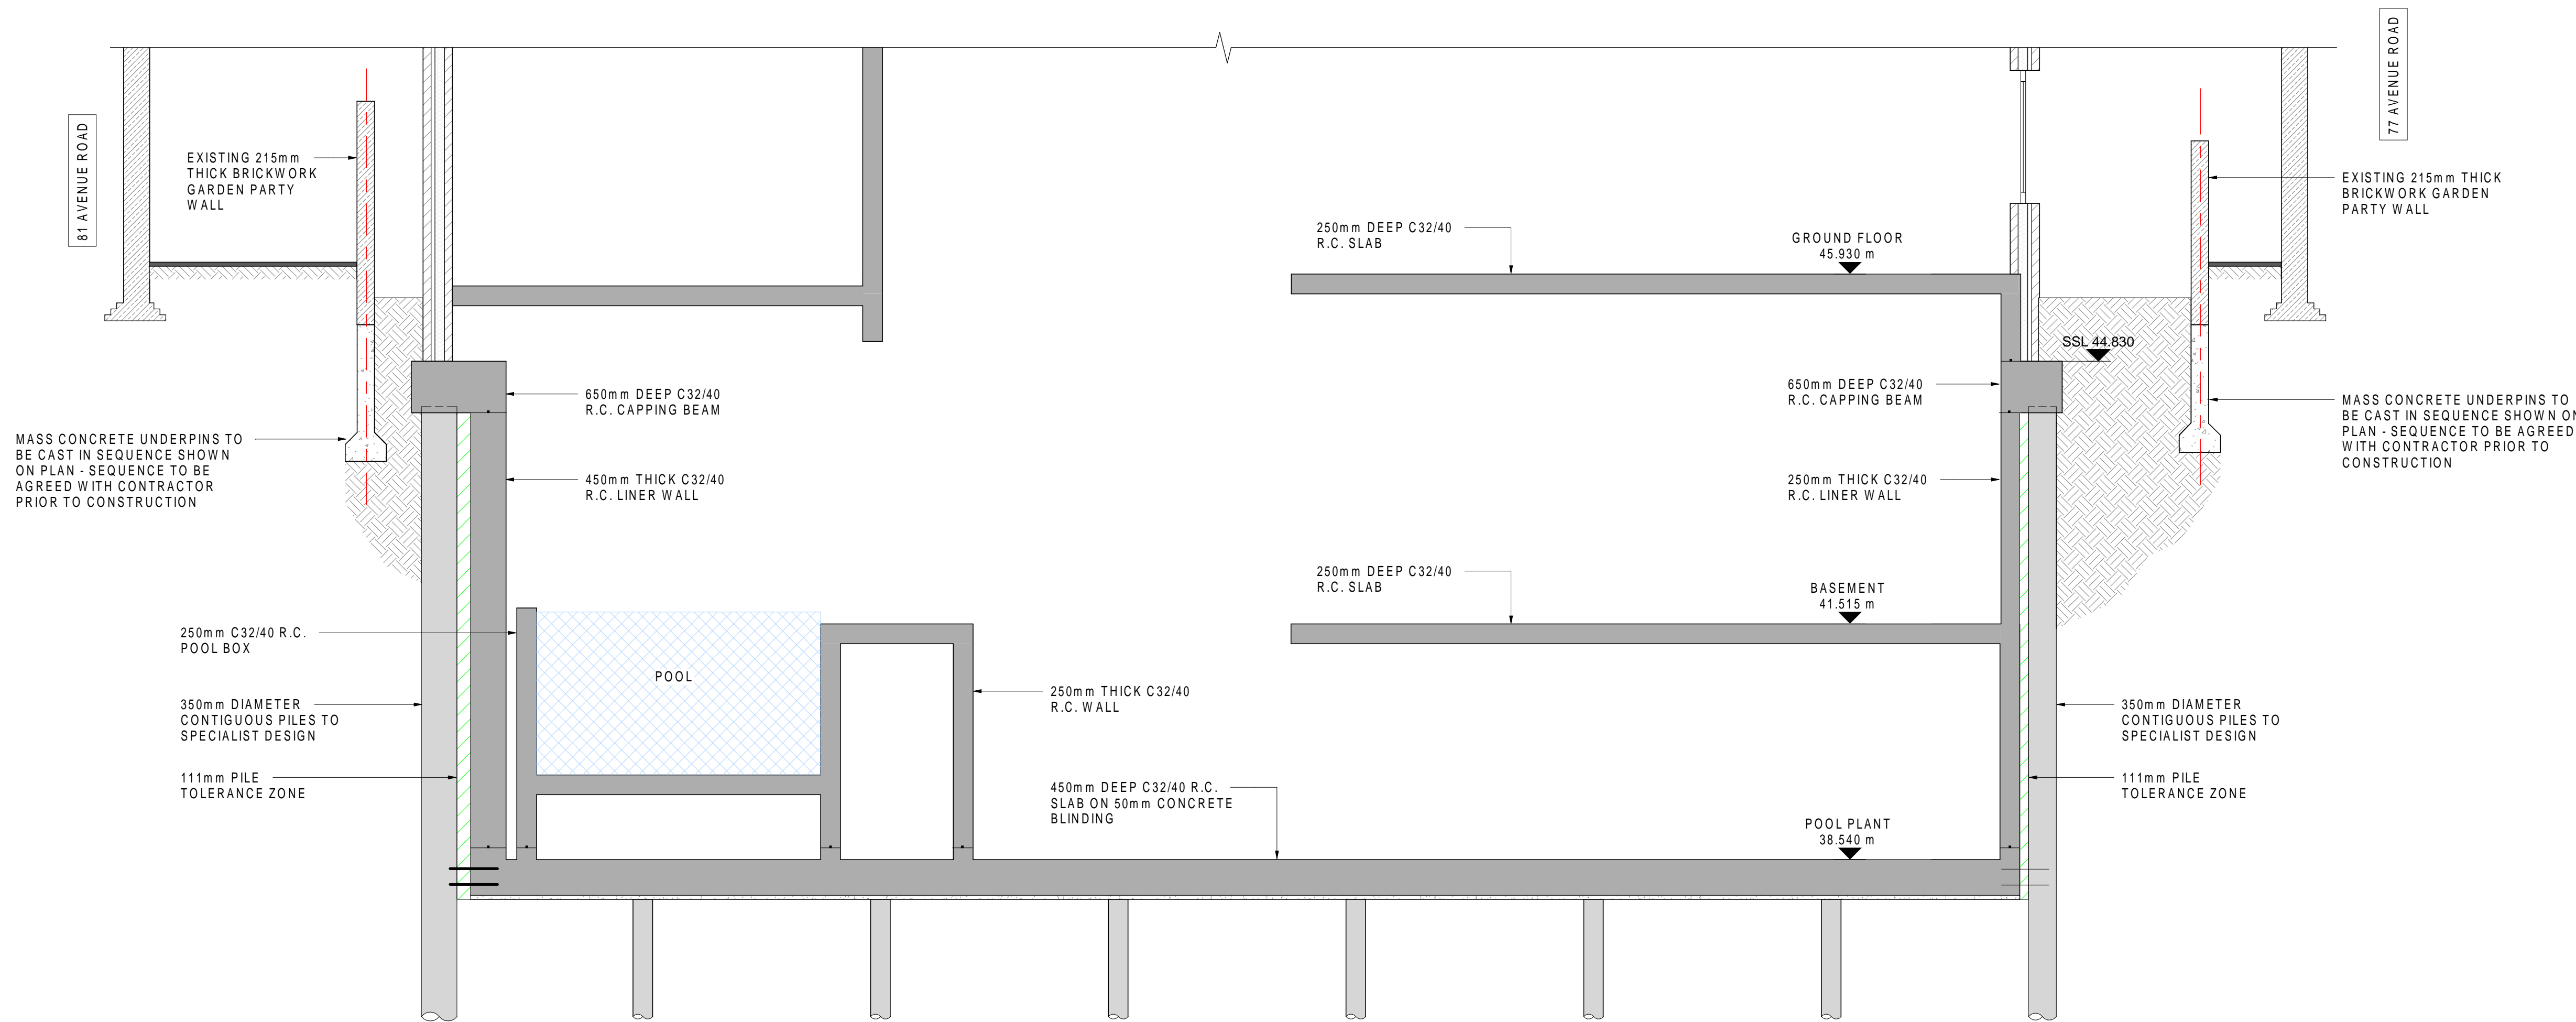 81 AVENUE ROAD
EXISTING 215mm
THICK BRICKWORK
GARDEN PARTY
WALL
MASS CONCRETE UNDERPINS TO
BE CAST IN SEQUENCE SHOWN
ON PLAN - SEQUENCE TO BE
AGREED WITH CONTRACTOR
PRIOR TO CONSTRUCTION
250mm C32/40 R.C.
POOL BOX
350mm DIAMETER
CONTIGUOUS PILES TO
SPECIALIST DESIGN
111mm PILE
TOLERANCE ZONE
650mm DEEP C32/40
R.C. CAPPING BEAM
450mm THICK C32/40
R.C. LINER WALL
POOL
250mm THICK C32/40
R.C. WALL
450mm DEEP C32/40 R.C.
SLAB ON 50mm CONCRETE
BLINDING
250mm DEEP C32/40
R.C. SLAB
GROUND FLOOR
45.930 m
SSL 44.830
650mm DEEP C32/40
R.C. CAPPING BEAM
250mm THICK C32/40
R.C. LINER WALL
250mm DEEP C32/40
R.C. SLAB
BASEMENT
41.515 m
POOL PLANT
38.540 m
77 AVENUE ROAD
EXISTING 215mm THICK
BRICKWORK GARDEN
PARTY WALL
MASS CONCRETE UNDERPINS TO
BE CAST IN SEQUENCE SHOWN ON
PLAN - SEQUENCE TO BE AGREED
WITH CONTRACTOR PRIOR TO
CONSTRUCTION
350mm DIAMETER
CONTIGUOUS PILES TO
SPECIALIST DESIGN
111mm PILE
TOLERANCE ZONE